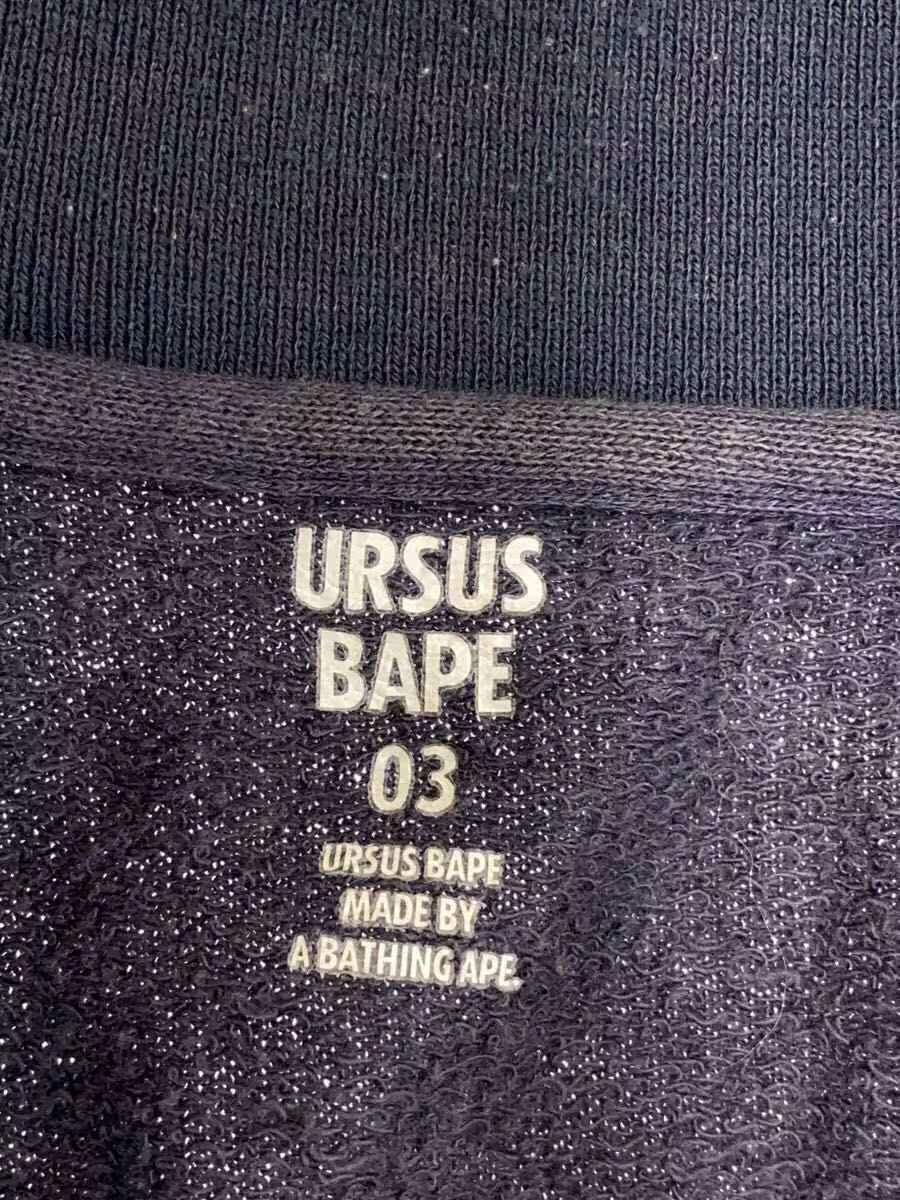 URSUS
BAPE
03
URSUS BAPE
MADE BY
A BATHING APE.